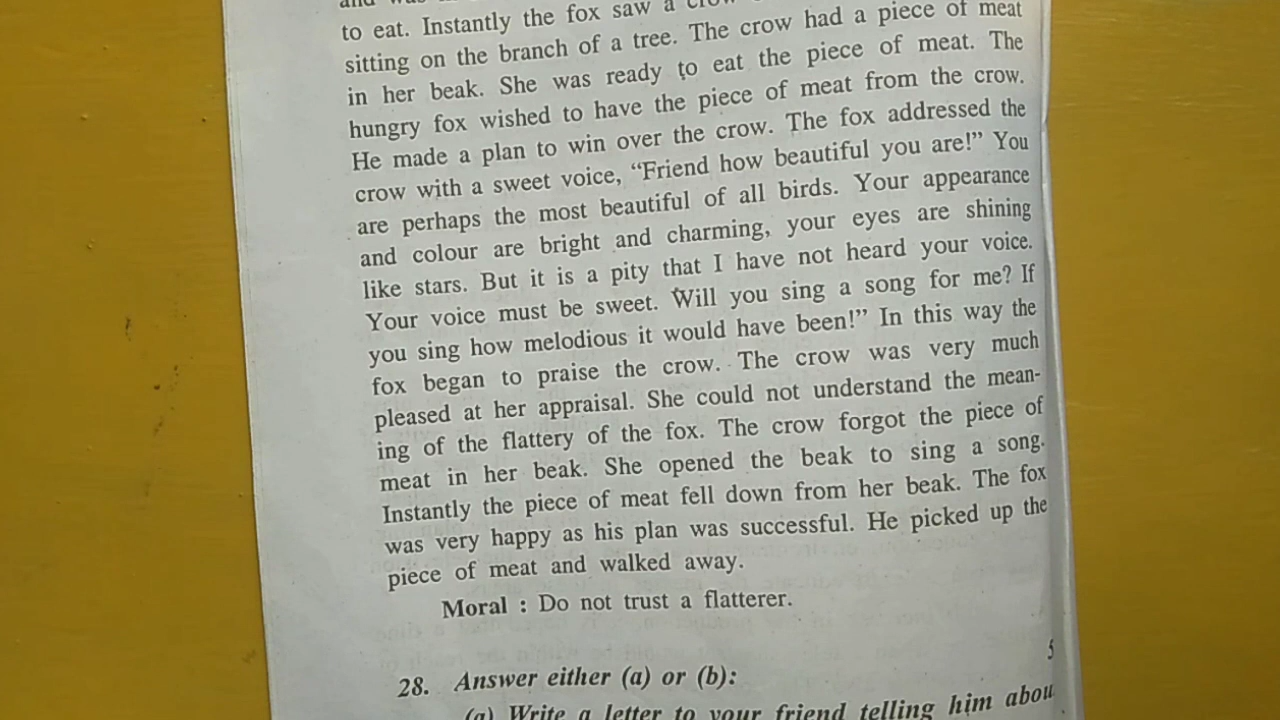 to eat. Instantly the fox saw a
sitting on the branch of a tree. The crow had a piece of meat
in her beak. She was ready to eat the piece of meat. The
hungry fox wished to have the piece of meat from the crow.
He made a plan to win over the crow. The fox addressed the
crow with a sweet voice, “Friend how beautiful you are!” You
are perhaps the most beautiful of all birds. Your appearance
and colour are bright and charming, your eyes are shining
like stars. But it is a pity that I have not heard your voice.
Your voice must be sweet. Will you sing a song for me? If
you sing how melodious it would have been!” In this way the
fox began to praise the crow. The crow was very much
pleased at her appraisal. She could not understand the mean-
ing of the flattery of the fox. The crow forgot the piece of
meat in her beak. She opened the beak to sing a song.
Instantly the piece of meat fell down from her beak. The fox
was very happy as his plan was successful. He picked up the
piece of meat and walked away.
Moral : Do not trust a flatterer.
5
28. Answer either (a) or (b):
(a) Write a letter to your friend telling him